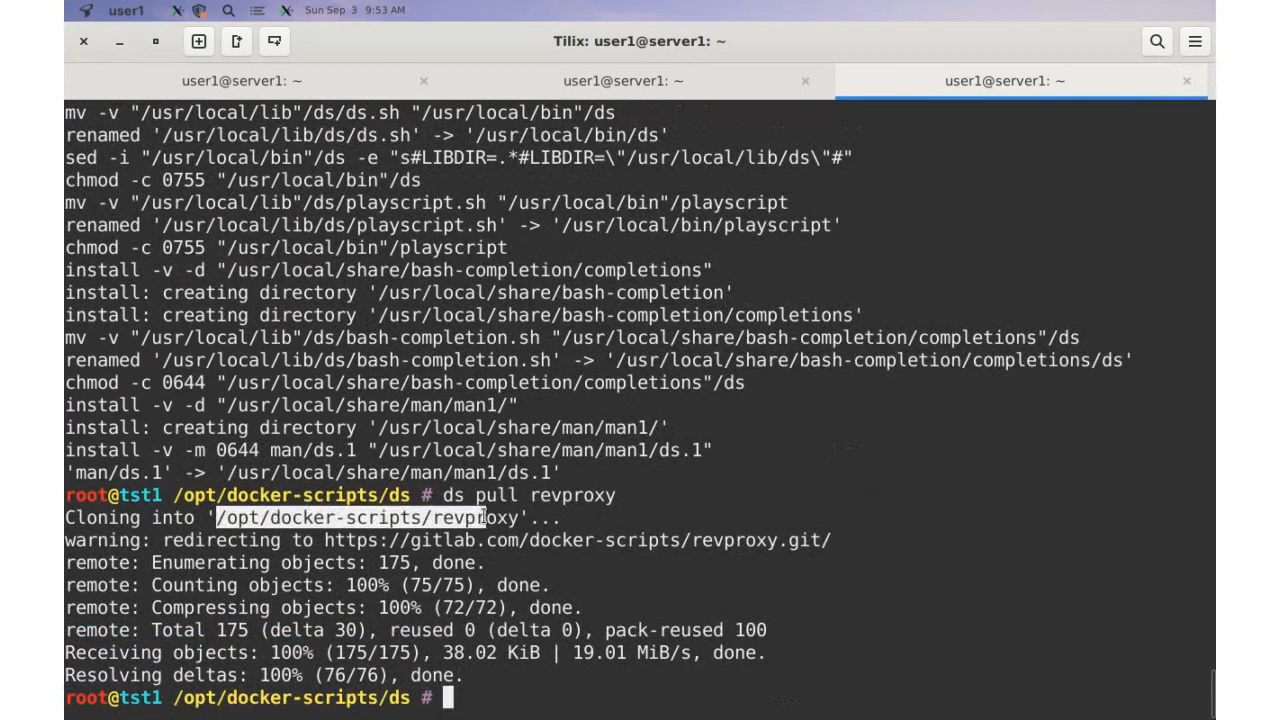 user1
Sun Sep 3 9:53 AM
Tilix: user1@server1: ~
user1@server1: ~
user1@server1: ~
user1@server1: ~
mv -v "/usr/local/lib"/ds/ds.sh "/usr/local/bin"/ds
renamed '/usr/local/lib/ds/ds.sh' -> '/usr/local/bin/ds'
sed -i "/usr/local/bin"/ds -e "s#LIBDIR=.*#LIBDIR=\"/usr/local/lib/ds\"#"
chmod -c 0755 "/usr/local/bin"/ds
mv -v "/usr/local/lib"/ds/playscript.sh "/usr/local/bin"/playscript
renamed '/usr/local/lib/ds/playscript.sh' -> '/usr/local/bin/playscript'
chmod -c 0755 "/usr/local/bin"/playscript
install -v -d "/usr/local/share/bash-completion/completions"
install: creating directory '/usr/local/share/bash-completion'
install: creating directory '/usr/local/share/bash-completion/completions'
mv -v "/usr/local/lib"/ds/bash-completion.sh "/usr/local/share/bash-completion/completions"/ds
renamed '/usr/local/lib/ds/bash-completion.sh' -> '/usr/local/share/bash-completion/completions/ds'
chmod -c 0644 "/usr/local/share/bash-completion/completions"/ds
install -v -d "/usr/local/share/man/man1/"
install: creating directory '/usr/local/share/man/man1/'
install -v -m 0644 man/ds.1 "/usr/local/share/man/man1/ds.1"
'man/ds.1' -> '/usr/local/share/man/man1/ds.1'
root@tst1 /opt/docker-scripts/ds # ds pull revproxy
Cloning into '/opt/docker-scripts/revproxy'...
warning: redirecting to https://gitlab.com/docker-scripts/revproxy.git/
remote: Enumerating objects: 175, done.
remote: Counting objects: 100% (75/75), done.
remote: Compressing objects: 100% (72/72), done.
remote: Total 175 (delta 30), reused 0 (delta 0), pack-reused 100
Receiving objects: 100% (175/175), 38.02 KiB | 19.01 MiB/s, done.
Resolving deltas: 100% (76/76), done.
root@tst1 /opt/docker-scripts/ds #